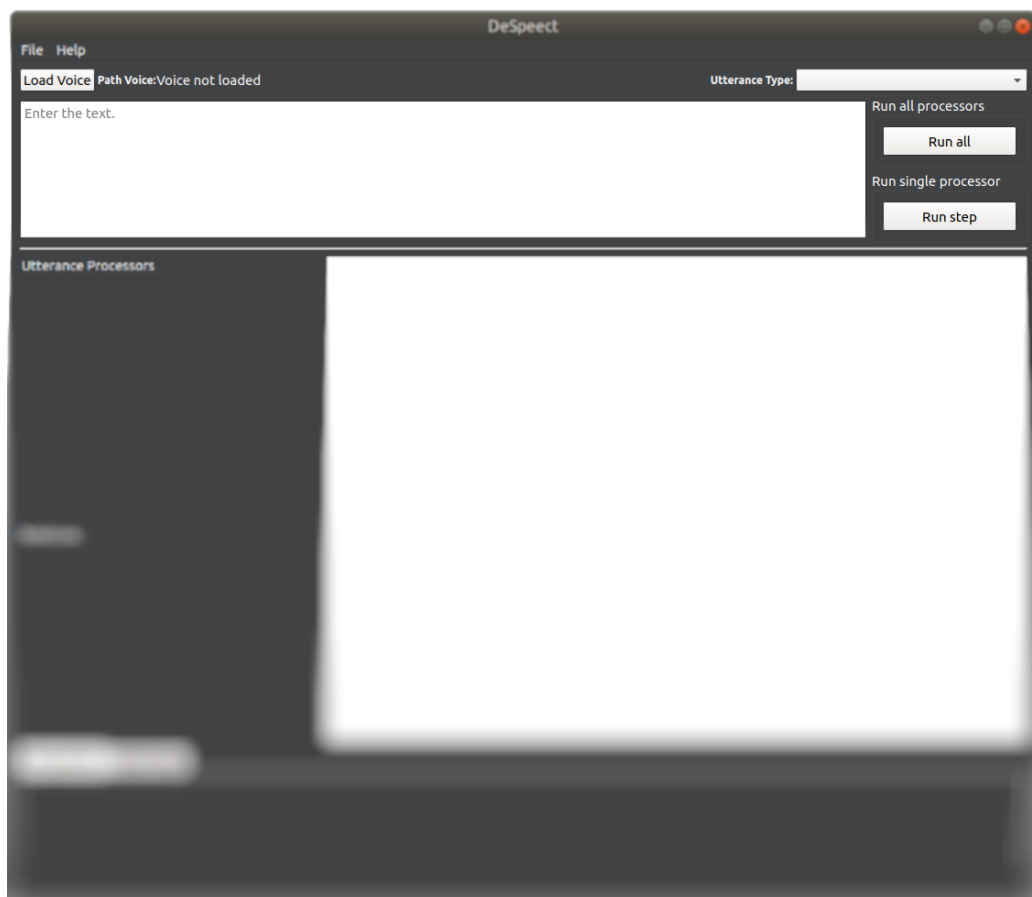 DeSpeect
File Help
Load Voice Path Voice:Voice not loaded Utterance Type:
Enter the text.
Run all processors
Run all
Run single processor
Run step
Utterance Processors